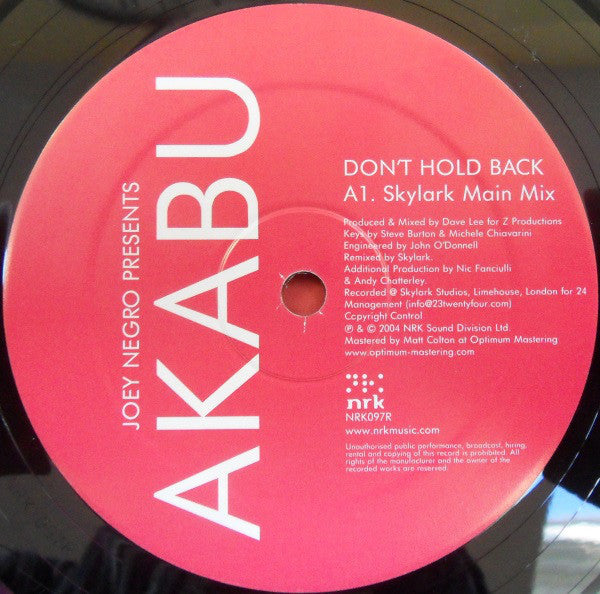 JOEY NEGRO PRESENTS
AKABU
DON'T HOLD BACK
A1. Skylark Main Mix
Produced & Mixed by Dave Lee for Z Productions
Keys by Steve Burton & Michele Chiavarini
Engineered by John O'Donnell
Remixed by Skylark.
Additional Production by Nic Fanciulli
& Andy Chatterley.
Recorded @ Skylark Studios, Limehouse, London for 24
Management (info@23twentyfour.com)
Copyright Control
℗ & © 2004 NRK Sound Division Ltd.
Mastered by Matt Colton at Optimum Mastering
www.optimum-mastering.com
nrk
NRK097R
www.nrkmusic.com
Unauthorised public performance, broadcast, hiring,
rental and copying of this record is prohibited. All
rights of the manufacturer and the owner of the
recorded works are reserved.